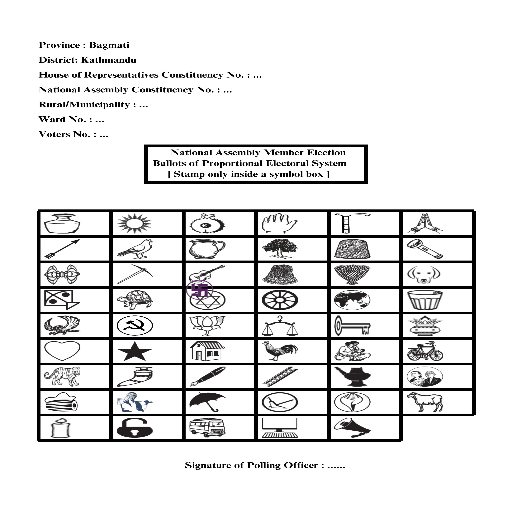 Province : Bagmati
District: Kathmandu
House of Representatives Constituency No. : ...
National Assembly Constituency No. : ...
Rural/Municipality : ...
Ward No. : ...
Voters No. : ...
National Assembly Member Election
Ballots of Proportional Electoral System
[ Stamp only inside a symbol box ]
Signature of Polling Officer : ......